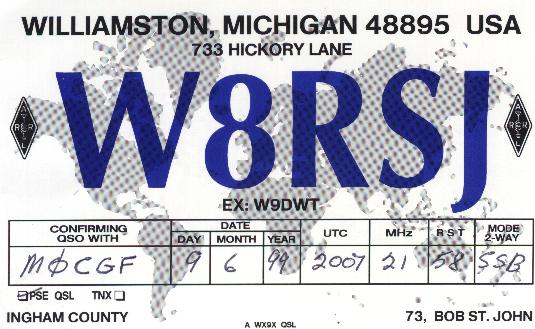 WILLIAMSTON, MICHIGAN 48895 USA
733 HICKORY LANE
W8RSJ
EX: W9DWT
CONFIRMING QSO WITH DATE DAY MONTH YEAR UTC MHz R S T MODE 2-WAY
MØCGF 9 6 99 2007 21 58 SSB
PSE QSL TNX
INGHAM COUNTY 73, BOB ST. JOHN
A WX9X QSL